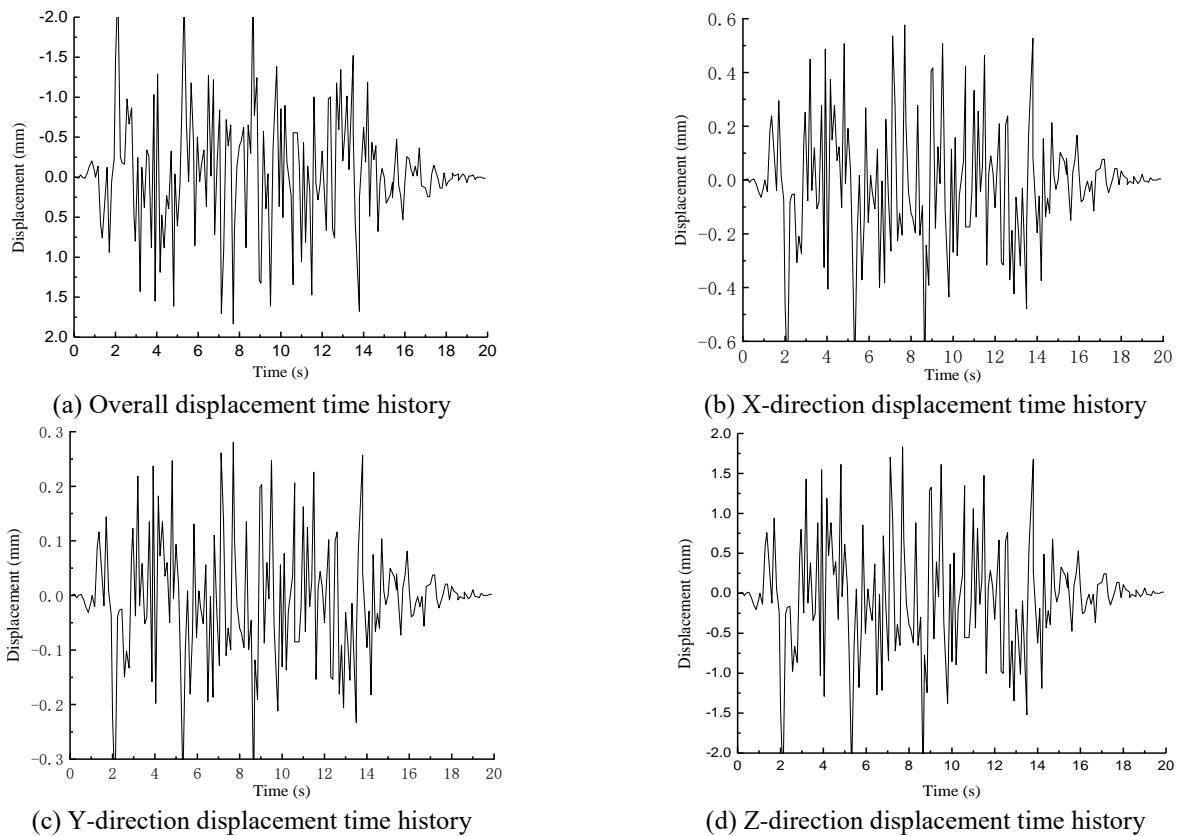 -2.0
-1.5
-1.0
-0.5
0.0
0.5
1.0
1.5
2.0
Displacement (mm)
0 2 4 6 8 10 12 14 16 18 20
Time (s)
(a) Overall displacement time history
0.6
0.4
0.2
0.0
−0.2
−0.4
−0.6
Displacement (mm)
0 2 4 6 8 10 12 14 16 18 20
Time (s)
(b) X-direction displacement time history
0.3
0.2
0.1
0.0
−0.1
−0.2
−0.3
Displacement (mm)
0 2 4 6 8 10 12 14 16 18 20
Time (s)
(c) Y-direction displacement time history
2.0
1.5
1.0
0.5
0.0
-0.5
-1.0
-1.5
-2.0
Displacement (mm)
0 2 4 6 8 10 12 14 16 18 20
Time (s)
(d) Z-direction displacement time history